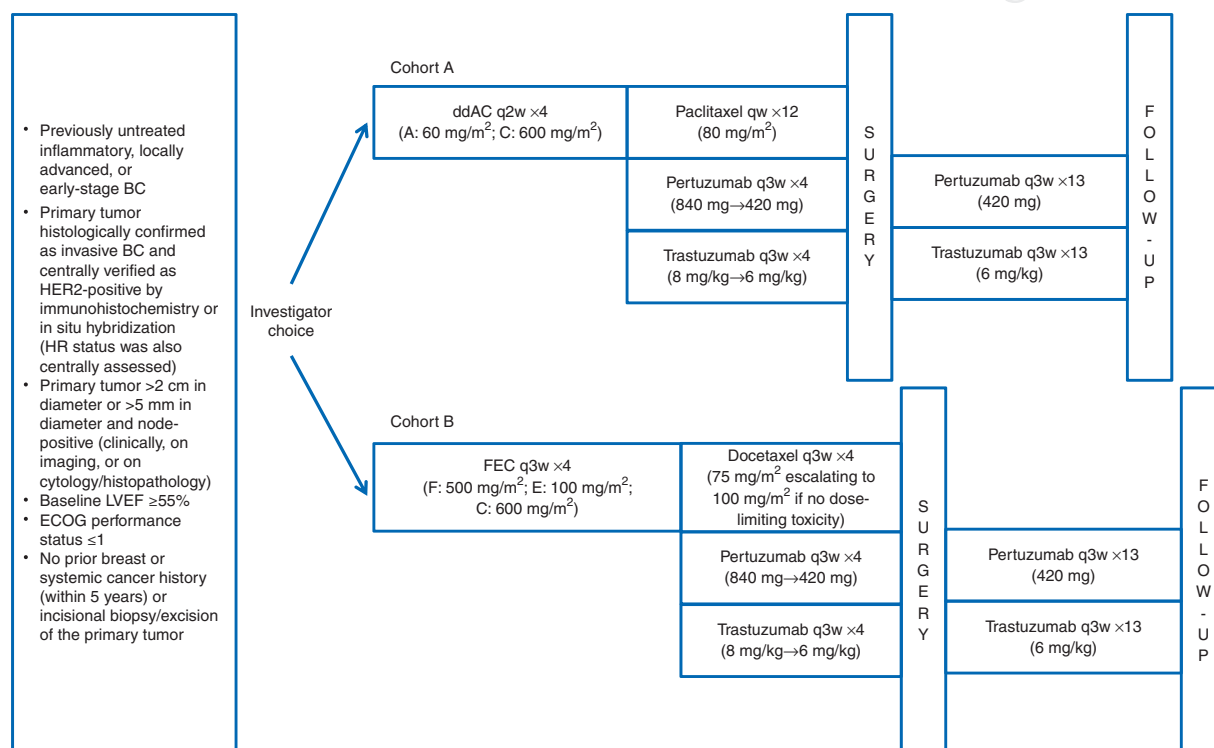 • Previously untreated
inflammatory, locally
advanced, or
early-stage BC
• Primary tumor
histologically confirmed
as invasive BC and
centrally verified as
HER2-positive by
immunohistochemistry or
in situ hybridization
(HR status was also
centrally assessed)
• Primary tumor >2 cm in
diameter or >5 mm in
diameter and node-
positive (clinically, on
imaging, or on
cytology/histopathology)
• Baseline LVEF ≥55%
• ECOG performance
status ≤1
• No prior breast or
systemic cancer history
(within 5 years) or
incisional biopsy/excision
of the primary tumor
Investigator
choice
Cohort A
ddAC q2w ×4
(A: 60 mg/m²; C: 600 mg/m²)
Paclitaxel qw ×12
(80 mg/m²)
Pertuzumab q3w ×4
(840 mg→420 mg)
Trastuzumab q3w ×4
(8 mg/kg→6 mg/kg)
SURGERY
Pertuzumab q3w ×13
(420 mg)
Trastuzumab q3w ×13
(6 mg/kg)
FOLLOW-UP
Cohort B
FEC q3w ×4
(F: 500 mg/m²; E: 100 mg/m²;
C: 600 mg/m²)
Docetaxel q3w ×4
(75 mg/m² escalating to
100 mg/m² if no dose-
limiting toxicity)
Pertuzumab q3w ×4
(840 mg→420 mg)
Trastuzumab q3w ×4
(8 mg/kg→6 mg/kg)
SURGERY
Pertuzumab q3w ×13
(420 mg)
Trastuzumab q3w ×13
(6 mg/kg)
FOLLOW-UP